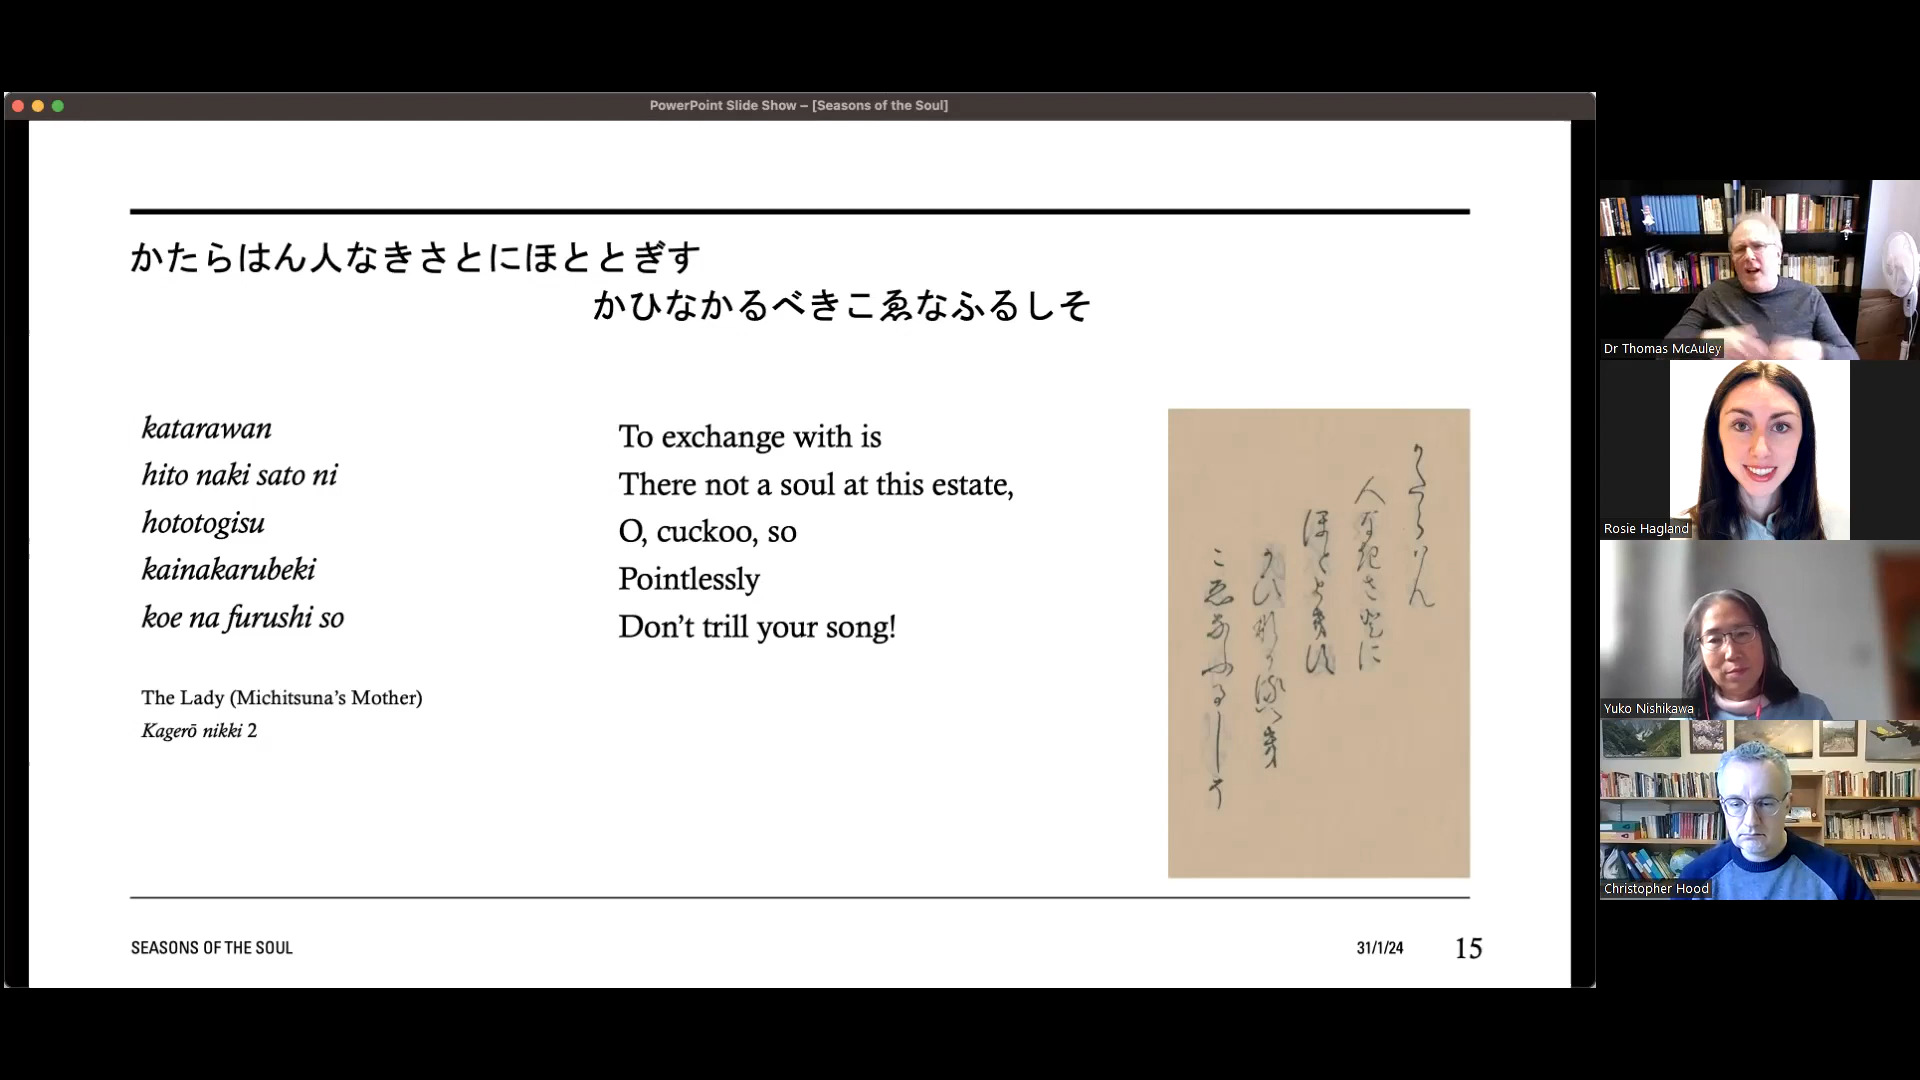 PowerPoint Slide Show – [Seasons of the Soul]
かたらはん人なきさとにほととぎす
かひなかるべきこゑなふるしそ
katarawan
hito naki sato ni
hototogisu
kainakarubeki
koe na furushi so
The Lady (Michitsuna’s Mother)
Kagerō nikki 2
To exchange with is
There not a soul at this estate,
O, cuckoo, so
Pointlessly
Don’t trill your song!
SEASONS OF THE SOUL
31/1/24
15
Dr Thomas McAuley
Rosie Hagland
Yuko Nishikawa
Christopher Hood